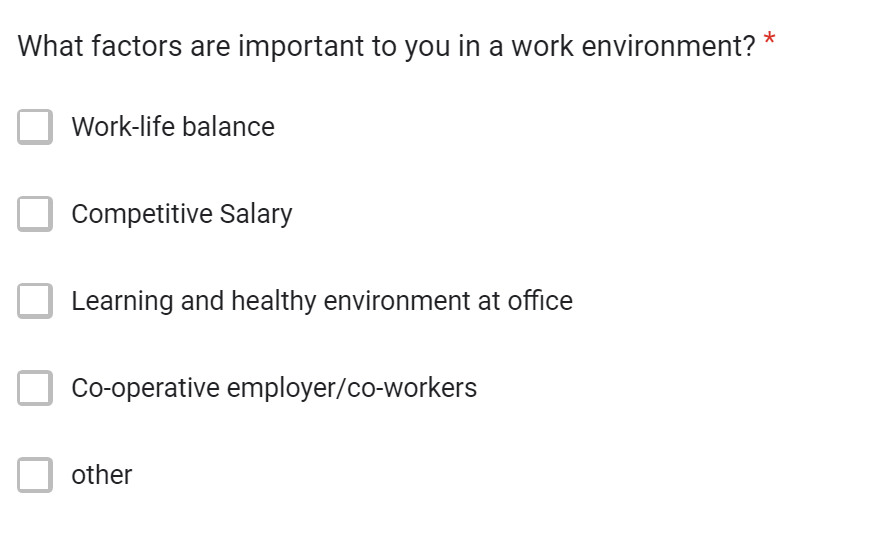 What factors are important to you in a work environment? *
Work-life balance
Competitive Salary
Learning and healthy environment at office
Co-operative employer/co-workers
other